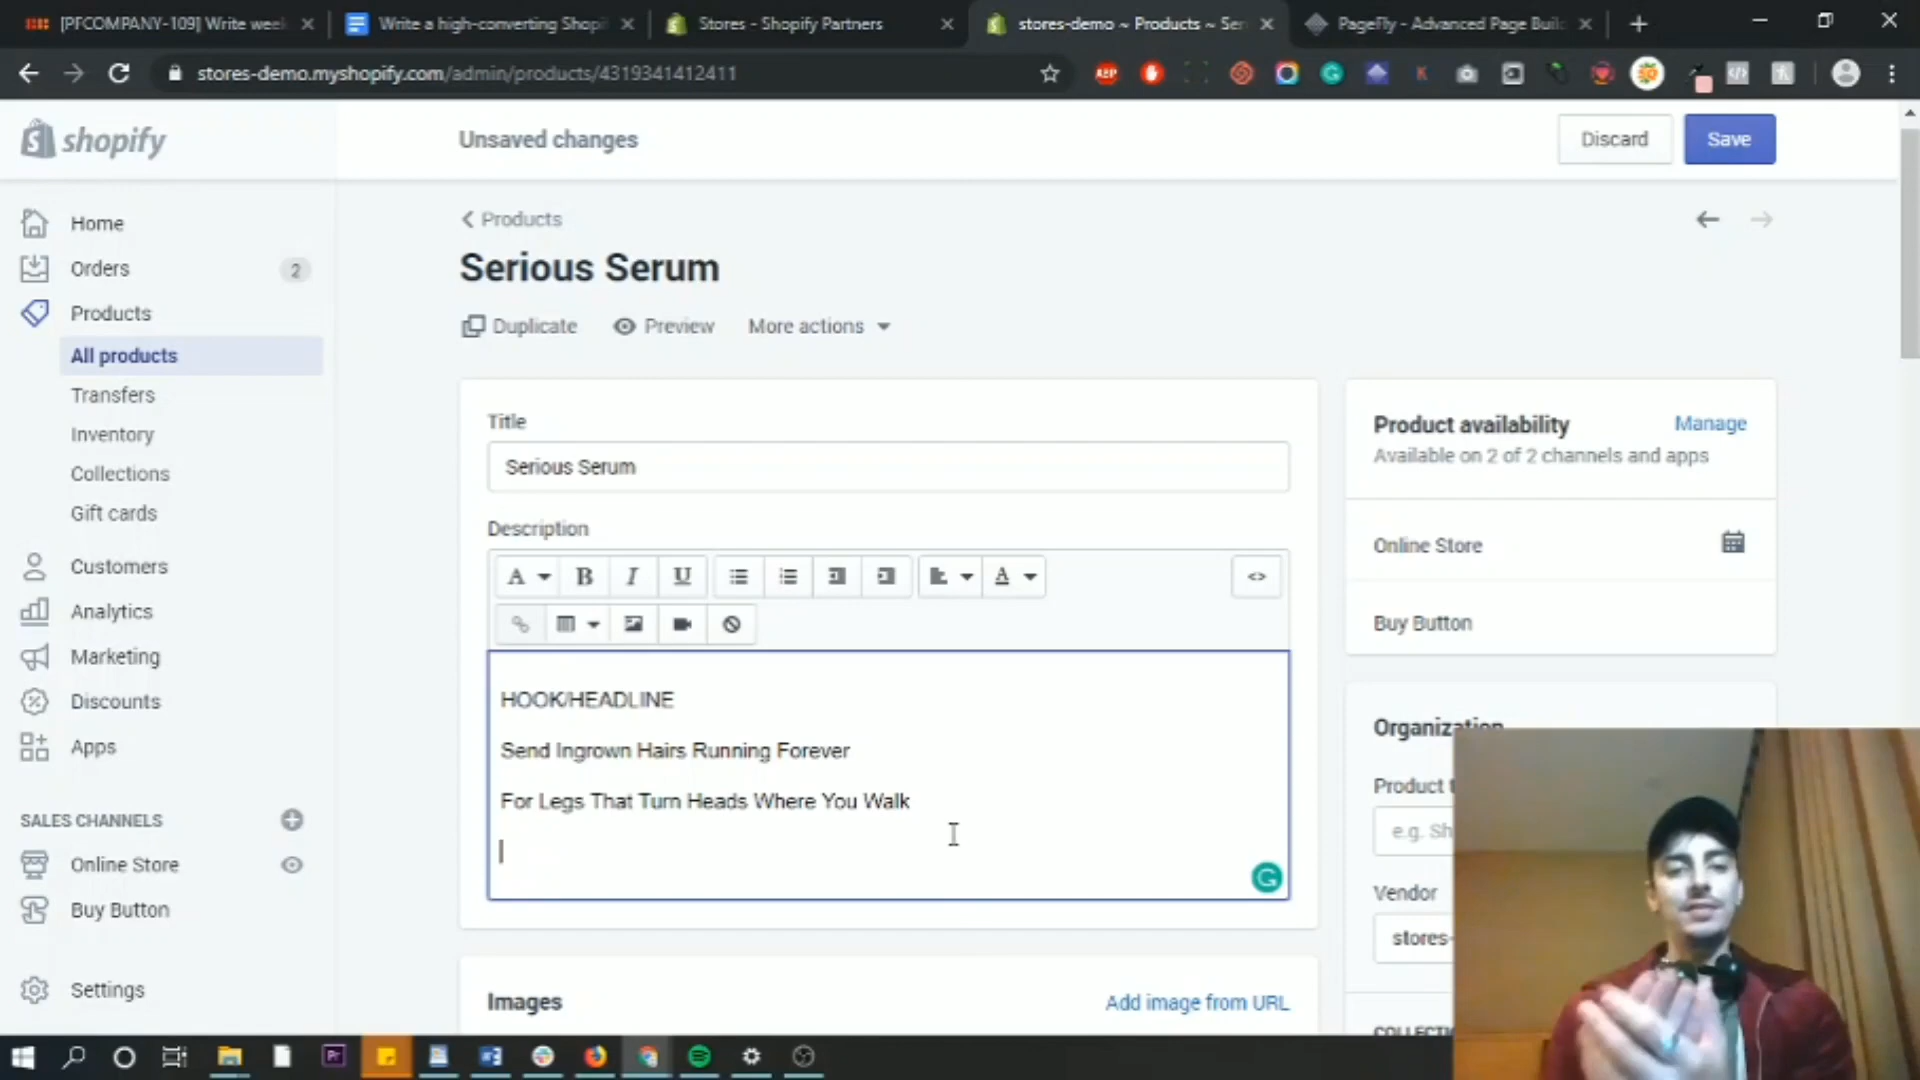 [PFCOMPANY-109] Write week
Write a high-converting Shopi
Stores - Shopify Partners
stores-demo ~ Products ~ Ser
PageFly - Advanced Page Buil
stores-demo.myshopify.com/admin/products/4319341412411
shopify
Unsaved changes
Discard
Save
Home
Orders
2
Products
All products
Transfers
Inventory
Collections
Gift cards
Customers
Analytics
Marketing
Discounts
Apps
SALES CHANNELS
Online Store
Buy Button
Settings
Products
Serious Serum
Duplicate
Preview
More actions
Title
Serious Serum
Description
HOOK/HEADLINE
Send Ingrown Hairs Running Forever
For Legs That Turn Heads Where You Walk
Images
Add image from URL
Product availability
Manage
Available on 2 of 2 channels and apps
Online Store
Buy Button
Organization
Product t
e.g. Sh
Vendor
stores-
COLLECTI